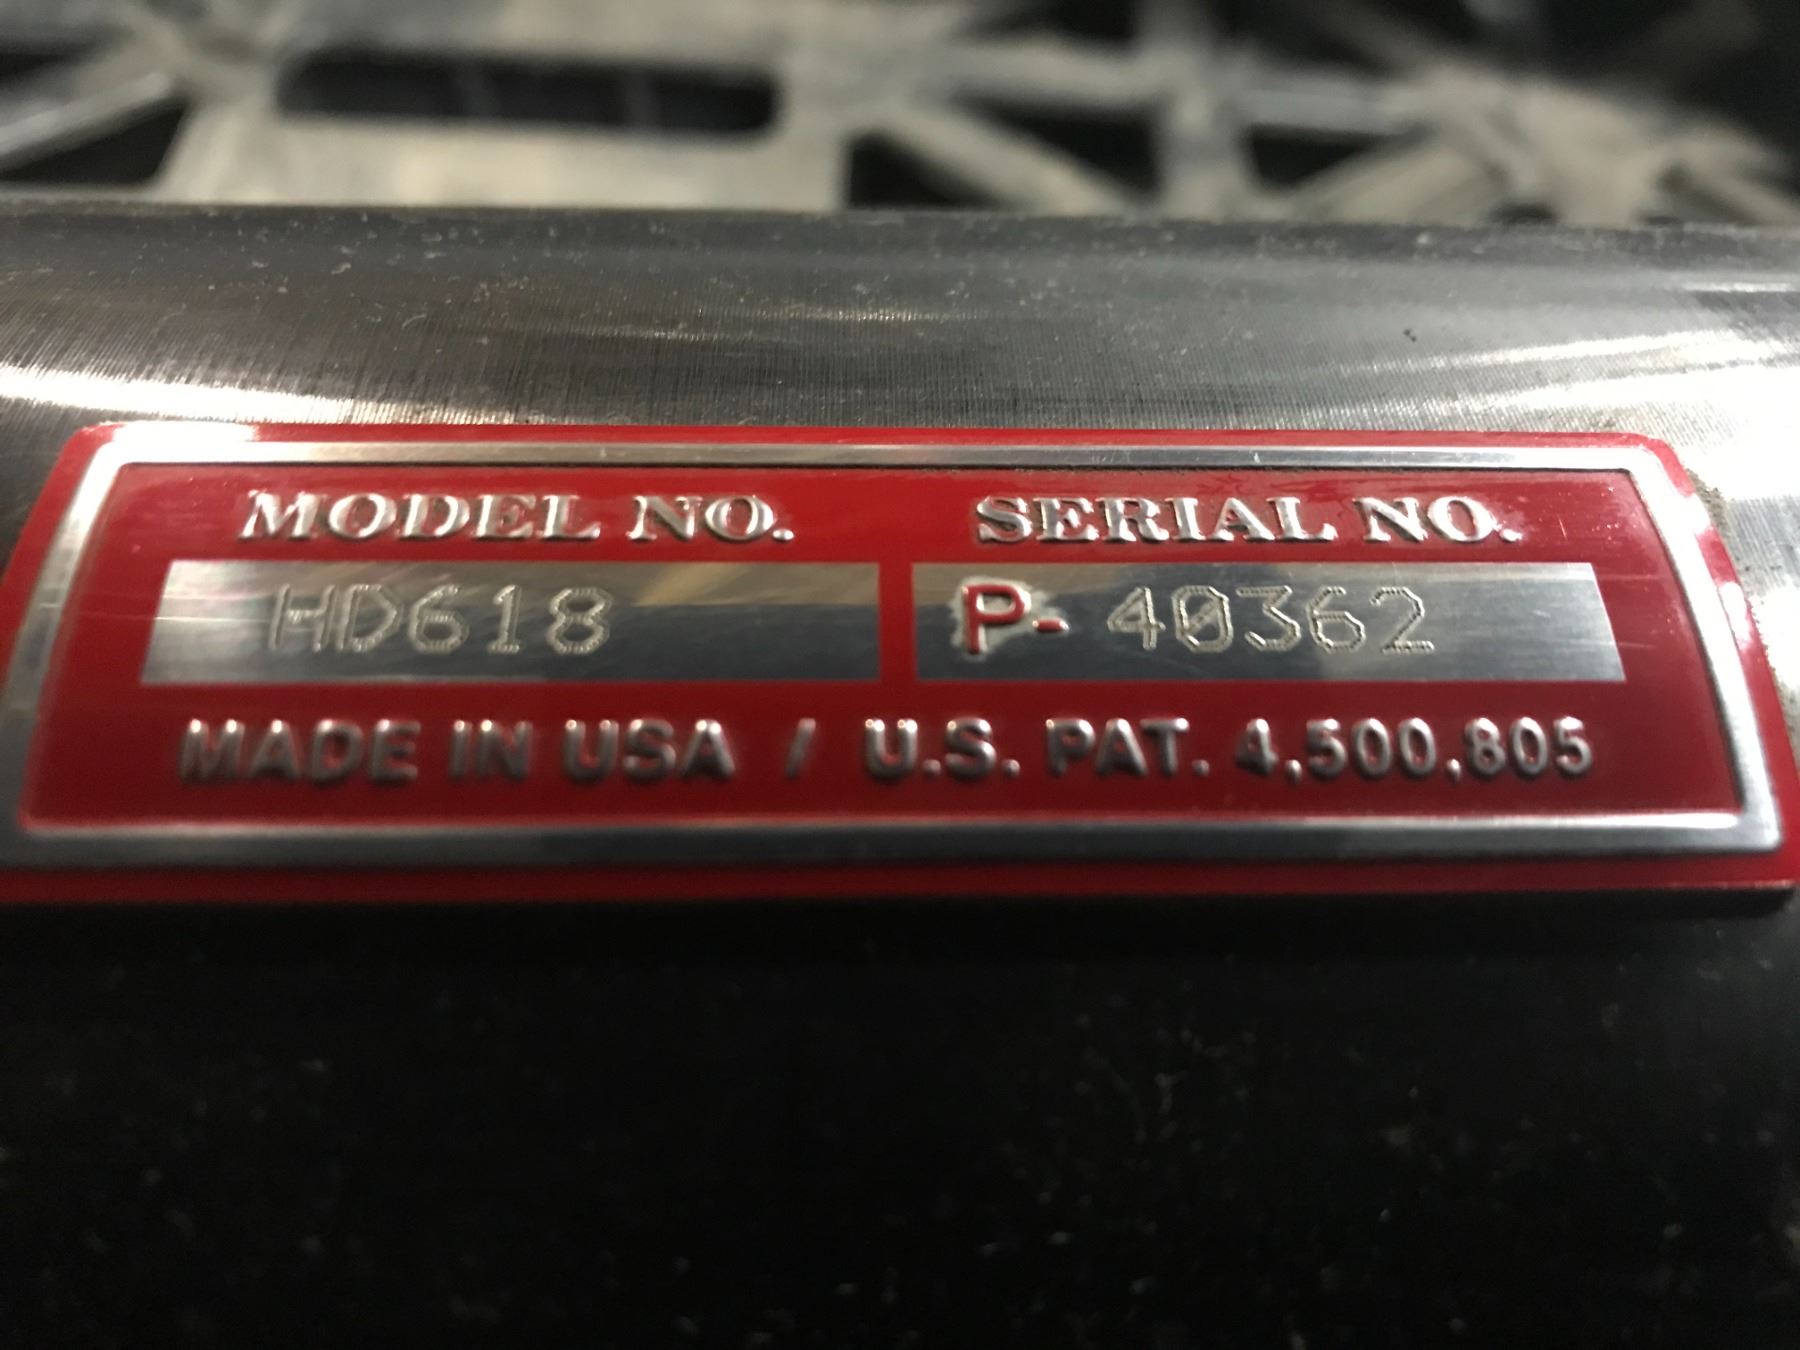 MODEL NO. SERIAL NO.
HD618 P- 40362
MADE IN USA / U.S. PAT. 4,500,805